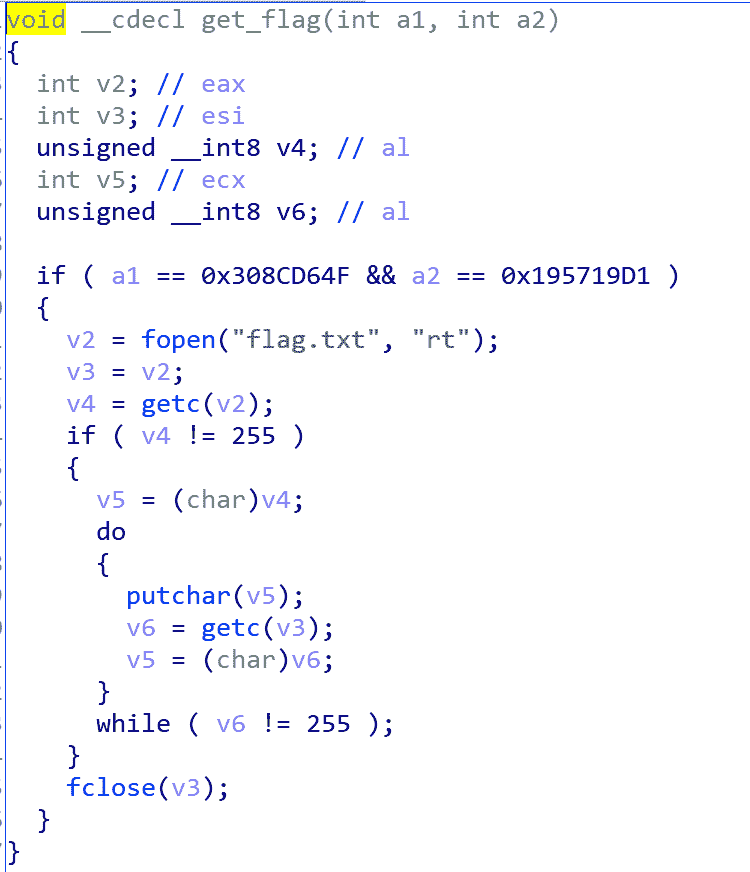 void __cdecl get_flag(int a1, int a2)
{
  int v2; // eax
  int v3; // esi
  unsigned __int8 v4; // al
  int v5; // ecx
  unsigned __int8 v6; // al

  if ( a1 == 0x308CD64F && a2 == 0x195719D1 )
  {
    v2 = fopen("flag.txt", "rt");
    v3 = v2;
    v4 = getc(v2);
    if ( v4 != 255 )
    {
      v5 = (char)v4;
      do
      {
        putchar(v5);
        v6 = getc(v3);
        v5 = (char)v6;
      }
      while ( v6 != 255 );
    }
    fclose(v3);
  }
}